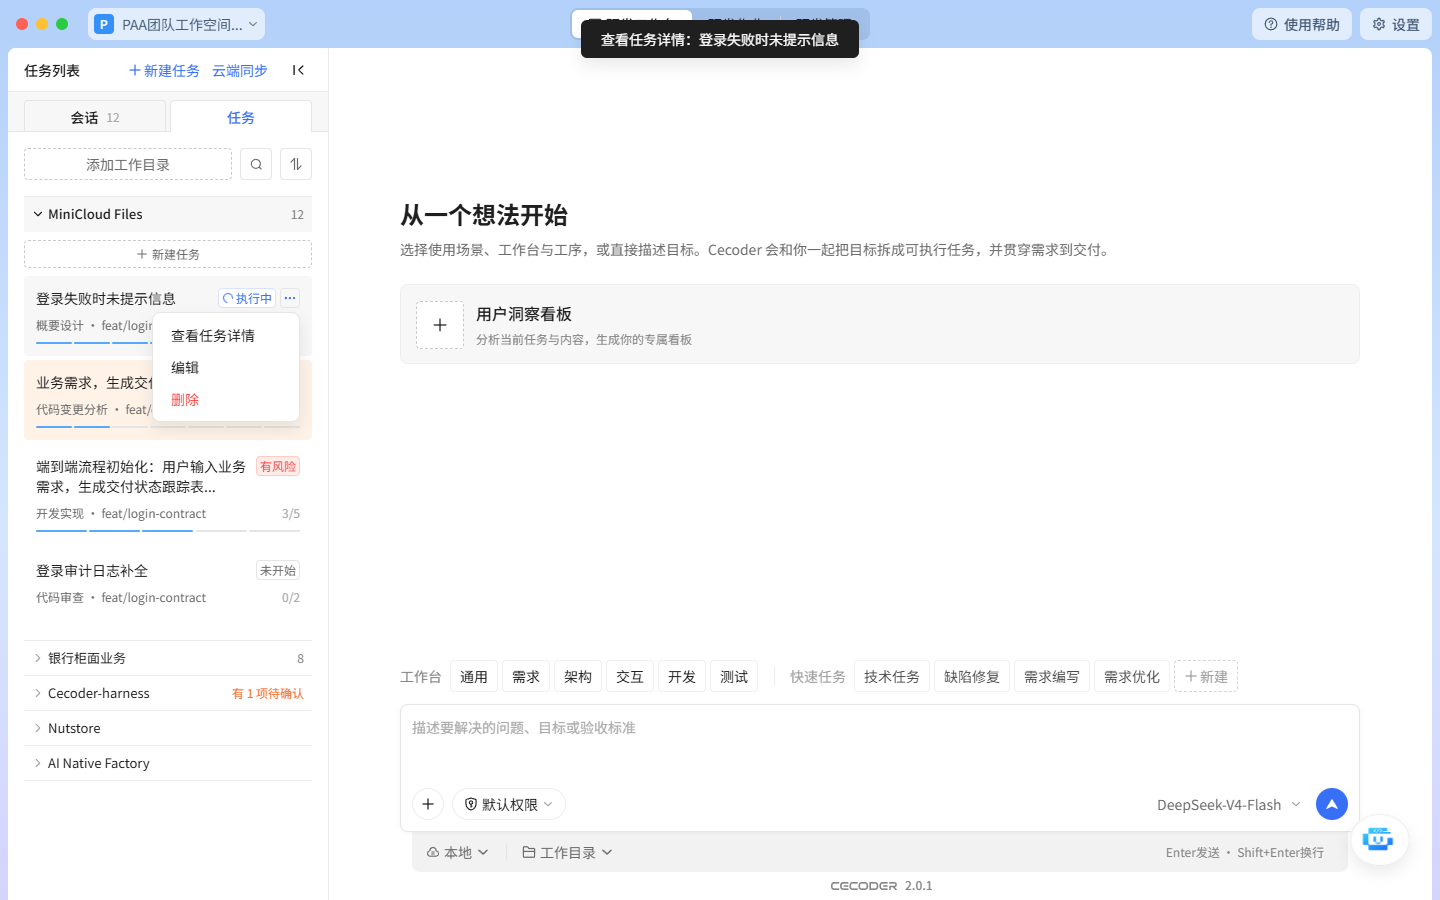 P PAA团队工作空间...
查看任务详情：登录失败时未提示信息
使用帮助
设置
任务列表
新建任务
云端同步
会话 12
任务
添加工作目录
MiniCloud Files 12
新建任务
登录失败时未提示信息
执行中
概要设计 · feat/login
查看任务详情
编辑
删除
业务需求，生成交付
代码变更分析 · feat/
端到端流程初始化：用户输入业务
需求，生成交付状态跟踪表...
有风险
开发实现 · feat/login-contract 3/5
登录审计日志补全
未开始
代码审查 · feat/login-contract 0/2
银行柜面业务 8
Cecoder-harness 有 1 项待确认
Nutstore
AI Native Factory
从一个想法开始
选择使用场景、工作台与工序，或直接描述目标。Cecoder 会和你一起把目标拆成可执行任务，并贯穿需求到交付。
用户洞察看板
分析当前任务与内容，生成你的专属看板
工作台 通用 需求 架构 交互 开发 测试 快速任务 技术任务 缺陷修复 需求编写 需求优化 新建
描述要解决的问题、目标或验收标准
默认权限
DeepSeek-V4-Flash
本地
工作目录
Enter发送 · Shift+Enter换行
CECODER 2.0.1